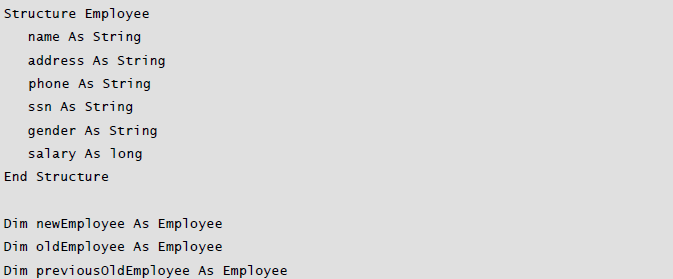 Structure Employee
name As String
address As String
phone As String
ssn As String
gender As String
salary As long
End Structure
Dim newEmployee As Employee
Dim oldEmployee As Employee
Dim previousOldEmployee As Employee